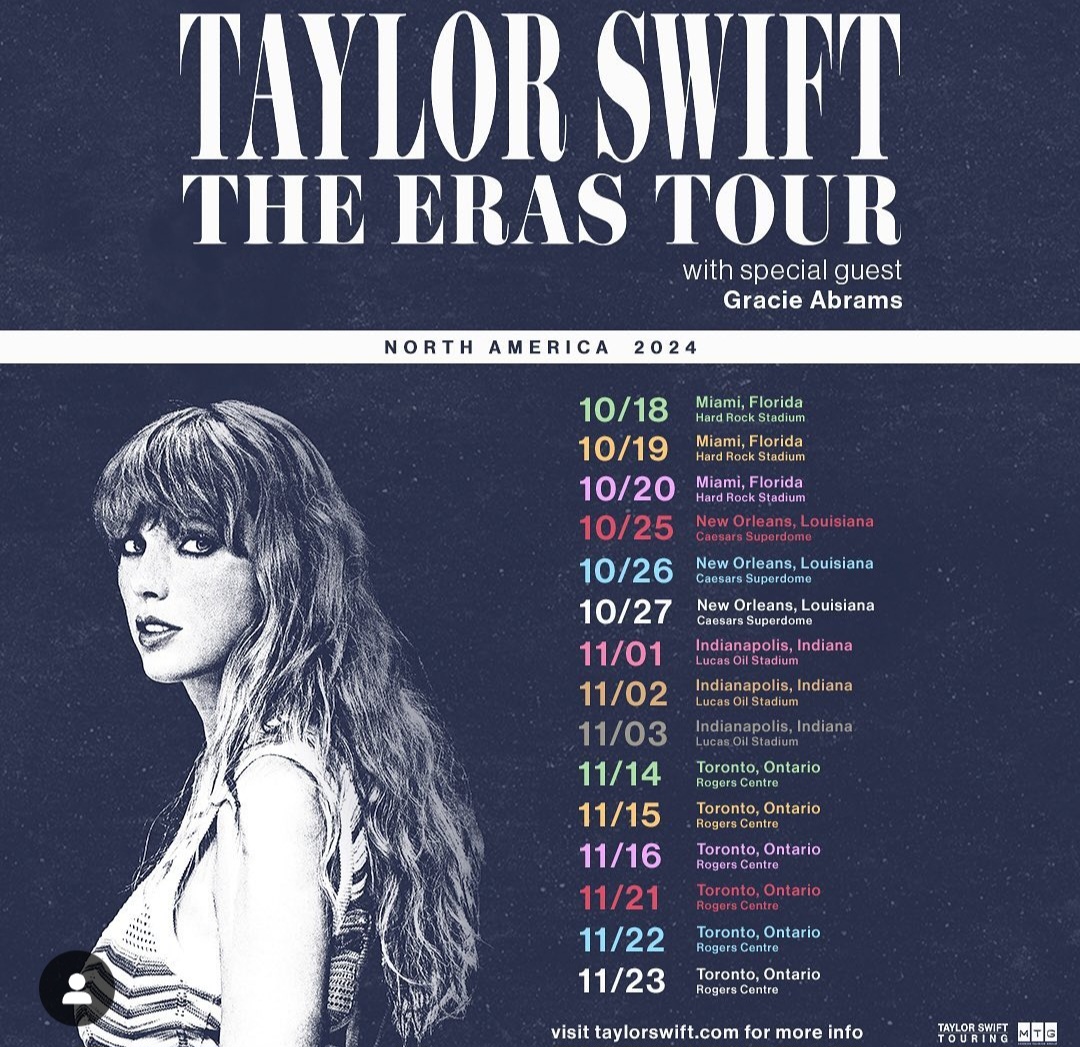 TAYLOR SWIFT
THE ERAS TOUR
with special guest
Gracie Abrams
NORTH AMERICA 2024
10/18 Miami, Florida
Hard Rock Stadium
10/19 Miami, Florida
Hard Rock Stadium
10/20 Miami, Florida
Hard Rock Stadium
10/25 New Orleans, Louisiana
Caesars Superdome
10/26 New Orleans, Louisiana
Caesars Superdome
10/27 New Orleans, Louisiana
Caesars Superdome
11/01 Indianapolis, Indiana
Lucas Oil Stadium
11/02 Indianapolis, Indiana
Lucas Oil Stadium
11/03 Indianapolis, Indiana
Lucas Oil Stadium
11/14 Toronto, Ontario
Rogers Centre
11/15 Toronto, Ontario
Rogers Centre
11/16 Toronto, Ontario
Rogers Centre
11/21 Toronto, Ontario
Rogers Centre
11/22 Toronto, Ontario
Rogers Centre
11/23 Toronto, Ontario
Rogers Centre
visit taylorswift.com for more info
TAYLOR SWIFT
TOURING
MTG